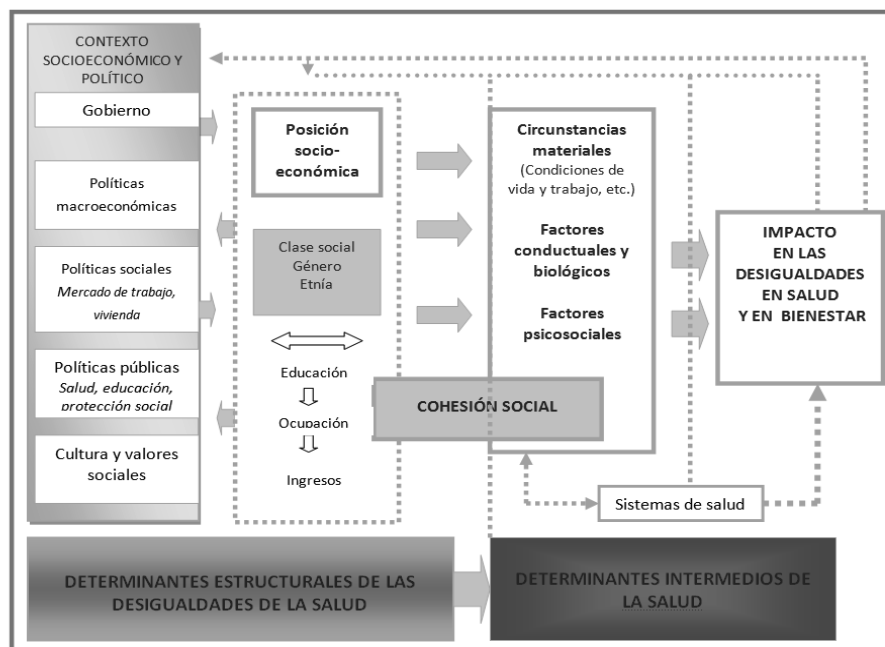 CONTEXTO
SOCIOECONÓMICO Y
POLÍTICO
Gobierno
Políticas
macroeconómicas
Políticas sociales
Mercado de trabajo,
vivienda
Políticas públicas
Salud, educación,
protección social
Cultura y valores
sociales
Posición
socio-
económica
Clase social
Género
Etnía
Educación
Ocupación
Ingresos
COHESIÓN SOCIAL
Circunstancias
materiales
(Condiciones de
vida y trabajo, etc.)
Factores
conductuales y
biológicos
Factores
psicosociales
IMPACTO
EN LAS
DESIGUALDADES
EN SALUD
Y EN BIENESTAR
Sistemas de salud
DETERMINANTES ESTRUCTURALES DE LAS
DESIGUALDADES DE LA SALUD
DETERMINANTES INTERMEDIOS DE
LA SALUD